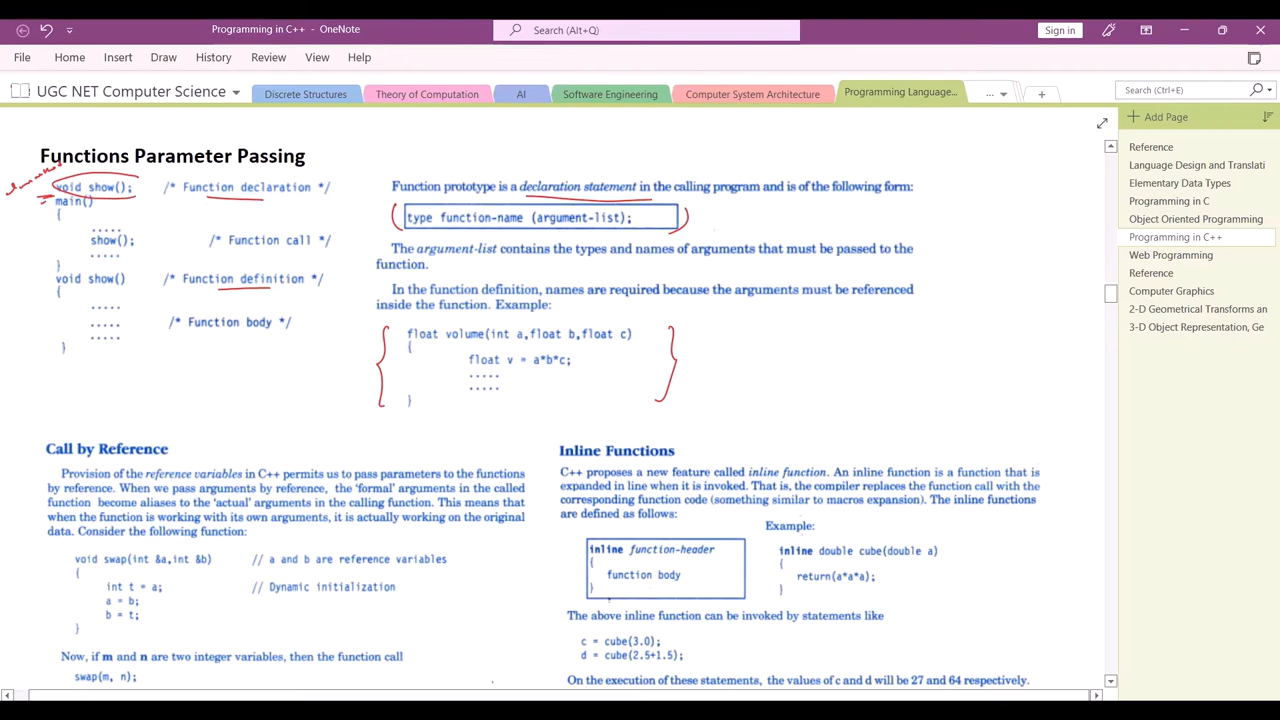 Programming in C++ - OneNote
Search (Alt+Q)
Sign in
File Home Insert Draw History Review View Help
UGC NET Computer Science
Discrete Structures
Theory of Computation
AI
Software Engineering
Computer System Architecture
Programming Language...
...
Search (Ctrl+E)
Add Page
Reference
Language Design and Translati
Elementary Data Types
Programming in C
Object Oriented Programming
Programming in C++
Web Programming
Reference
Computer Graphics
2-D Geometrical Transforms an
3-D Object Representation, Ge
Functions Parameter Passing
void show(); /* Function declaration */
main()
{
.....
show(); /* Function call */
.....
}
void show() /* Function definition */
{
.....
..... /* Function body */
.....
}
Function prototype is a declaration statement in the calling program and is of the following form:
type function-name (argument-list);
The argument-list contains the types and names of arguments that must be passed to the
function.
In the function definition, names are required because the arguments must be referenced
inside the function. Example:
float volume(int a,float b,float c)
{
float v = a*b*c;
.....
.....
}
Call by Reference
Provision of the reference variables in C++ permits us to pass parameters to the functions
by reference. When we pass arguments by reference, the 'formal' arguments in the called
function become aliases to the 'actual' arguments in the calling function. This means that
when the function is working with its own arguments, it is actually working on the original
data. Consider the following function:
void swap(int &a,int &b) // a and b are reference variables
{
int t = a; // Dynamic initialization
a = b;
b = t;
}
Now, if m and n are two integer variables, then the function call
swap(m, n);
Inline Functions
C++ proposes a new feature called inline function. An inline function is a function that is
expanded in line when it is invoked. That is, the compiler replaces the function call with the
corresponding function code (something similar to macros expansion). The inline functions
are defined as follows:
inline function-header
{
function body
}
Example:
inline double cube(double a)
{
return(a*a*a);
}
The above inline function can be invoked by statements like
c = cube(3.0);
d = cube(2.5+1.5);
On the execution of these statements, the values of c and d will be 27 and 64 respectively.